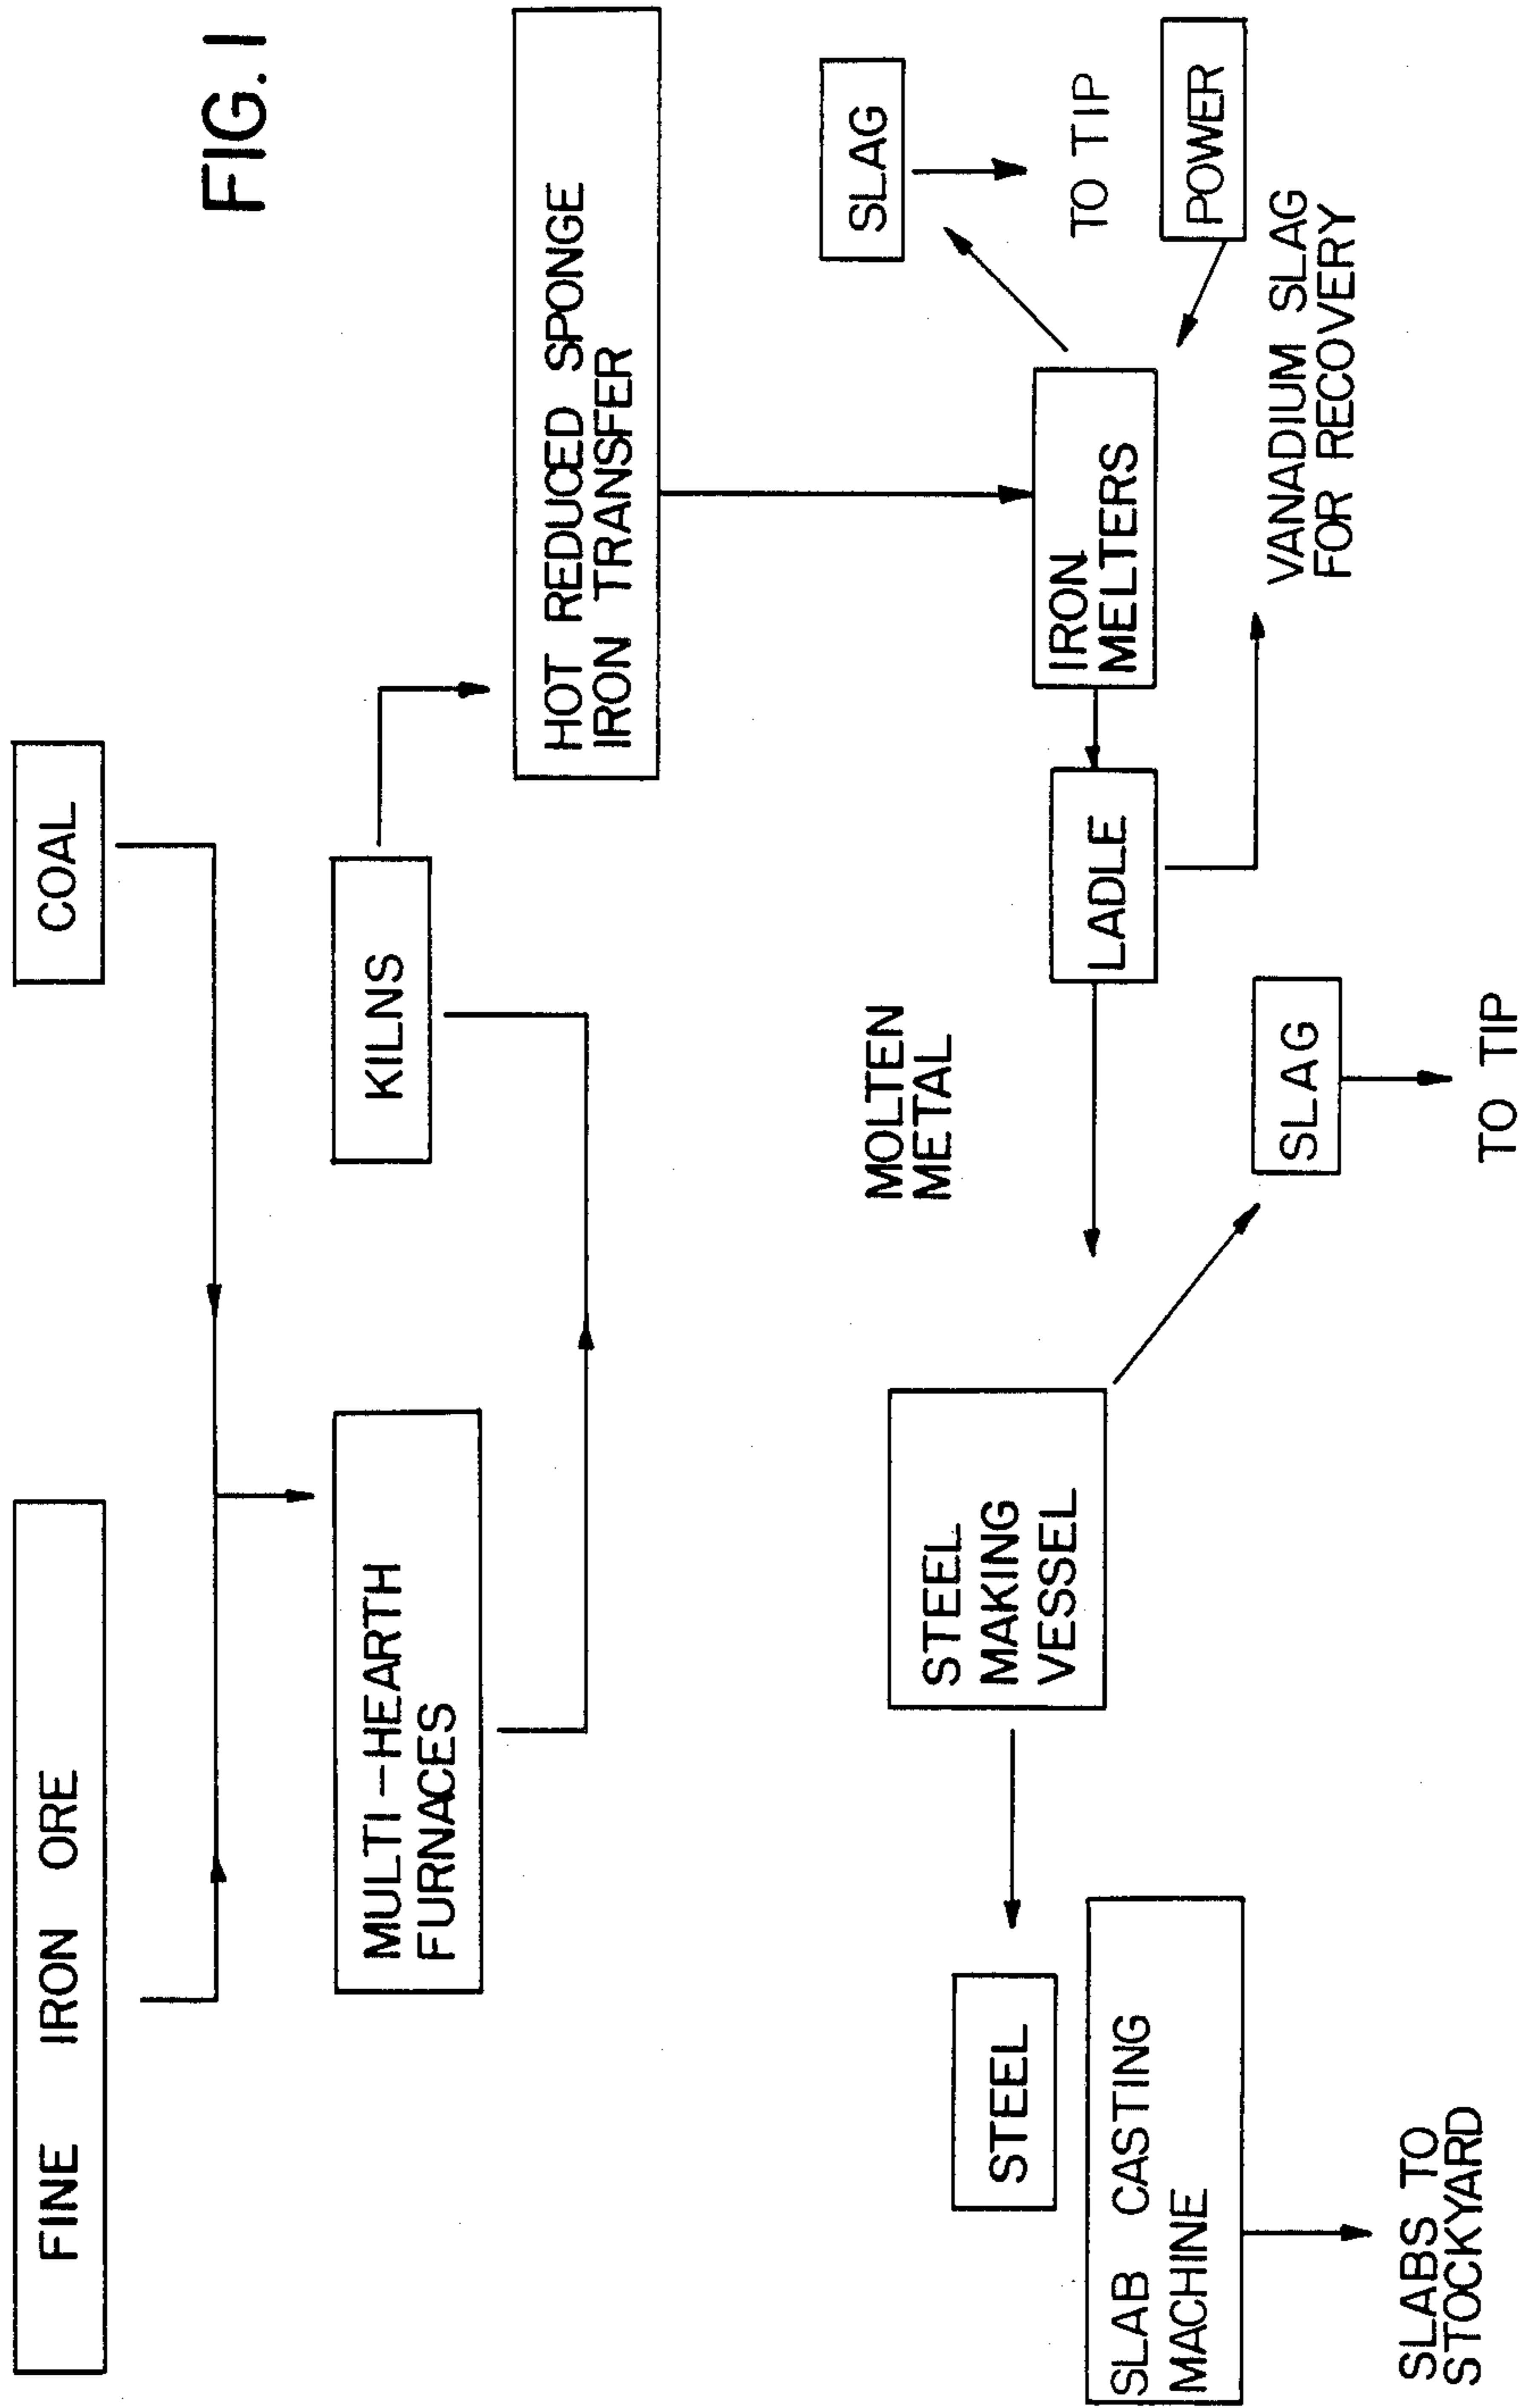 FIG. 1
FINE IRON ORE
COAL
MULTI-HEARTH
FURNACES
KILNS
HOT REDUCED SPONGE
IRON TRANSFER
SLAG
TO TIP
POWER
IRON
MELTERS
LADLE
VANADIUM SLAG
FOR RECOVERY
MOLTEN
METAL
STEEL
MAKING
VESSEL
SLAG
TO TIP
STEEL
SLAB CASTING
MACHINE
SLABS TO
STOCKYARD